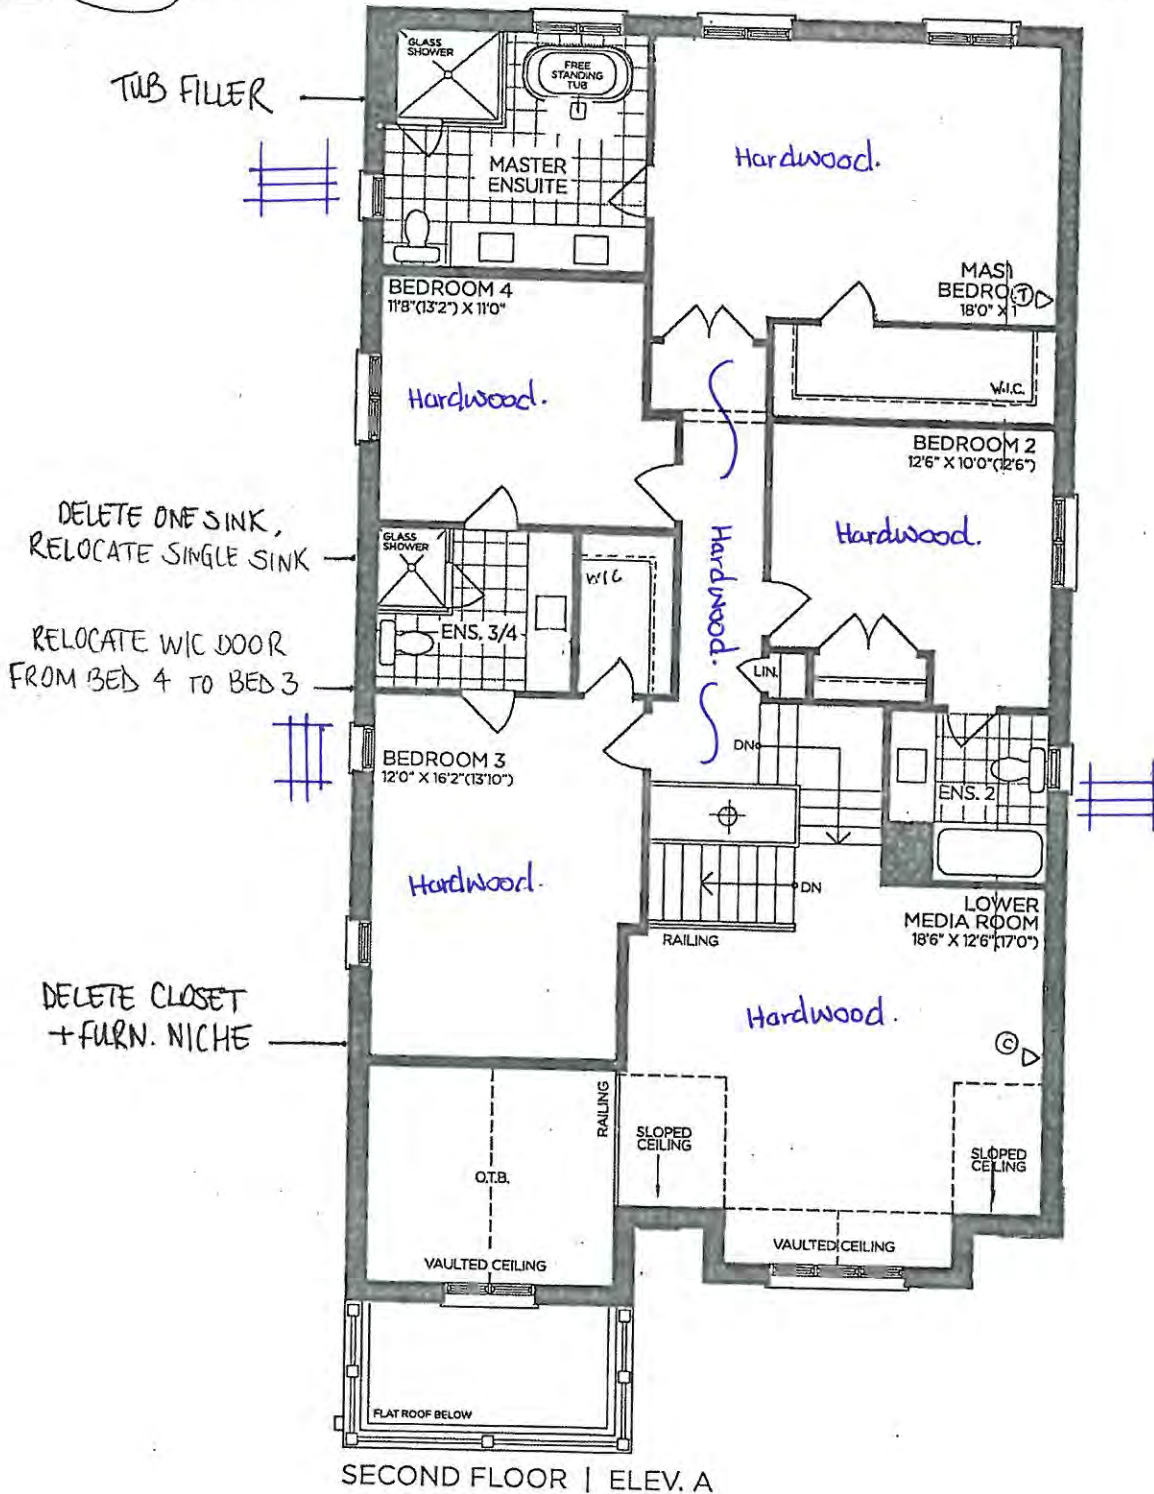 GLASS
SHOWER
FREE
STANDING
TUB
TUB FILLER
MASTER
ENSUITE
Hardwood.
MAST
BEDRO
T
18'0" X 1
BEDROOM 4
11'8"(13'2") X 11'0"
Hardwood.
W.I.C.
BEDROOM 2
12'6" X 10'0"(12'6")
Hardwood.
DELETE ONE SINK,
RELOCATE SINGLE SINK
GLASS
SHOWER
W/C
Hardwood.
ENS. 3/4
RELOCATE W/C DOOR
FROM BED 4 TO BED 3
LIN.
BEDROOM 3
12'0" X 16'2"(13'10")
DN
ENS. 2
Hardwood.
DN
RAILING
LOWER
MEDIA ROOM
18'6" X 12'6"(17'0")
Hardwood.
DELETE CLOSET
+ FURN. NICHE
C
RAILING
SLOPED
CEILING
SLOPED
CEILING
O.T.B.
VAULTED CEILING
VAULTED CEILING
FLAT ROOF BELOW
SECOND FLOOR | ELEV. A